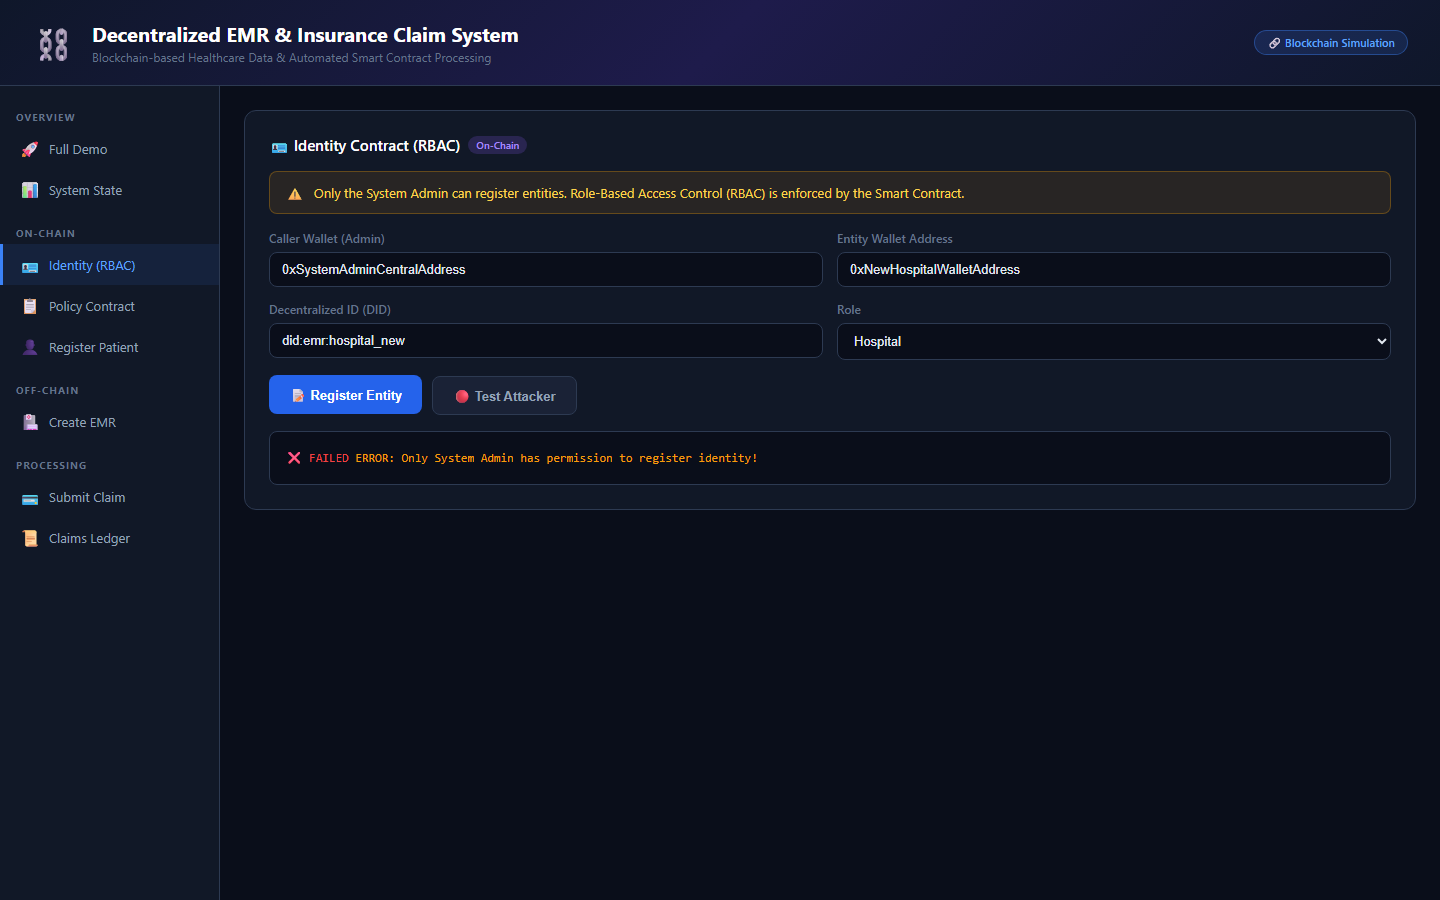 Decentralized EMR & Insurance Claim System
Blockchain-based Healthcare Data & Automated Smart Contract Processing
Blockchain Simulation
OVERVIEW
Full Demo
System State
ON-CHAIN
Identity (RBAC)
Policy Contract
Register Patient
OFF-CHAIN
Create EMR
PROCESSING
Submit Claim
Claims Ledger
Identity Contract (RBAC) On-Chain
Only the System Admin can register entities. Role-Based Access Control (RBAC) is enforced by the Smart Contract.
Caller Wallet (Admin)
0xSystemAdminCentralAddress
Entity Wallet Address
0xNewHospitalWalletAddress
Decentralized ID (DID)
did:emr:hospital_new
Role
Hospital
Register Entity
Test Attacker
FAILED ERROR: Only System Admin has permission to register identity!